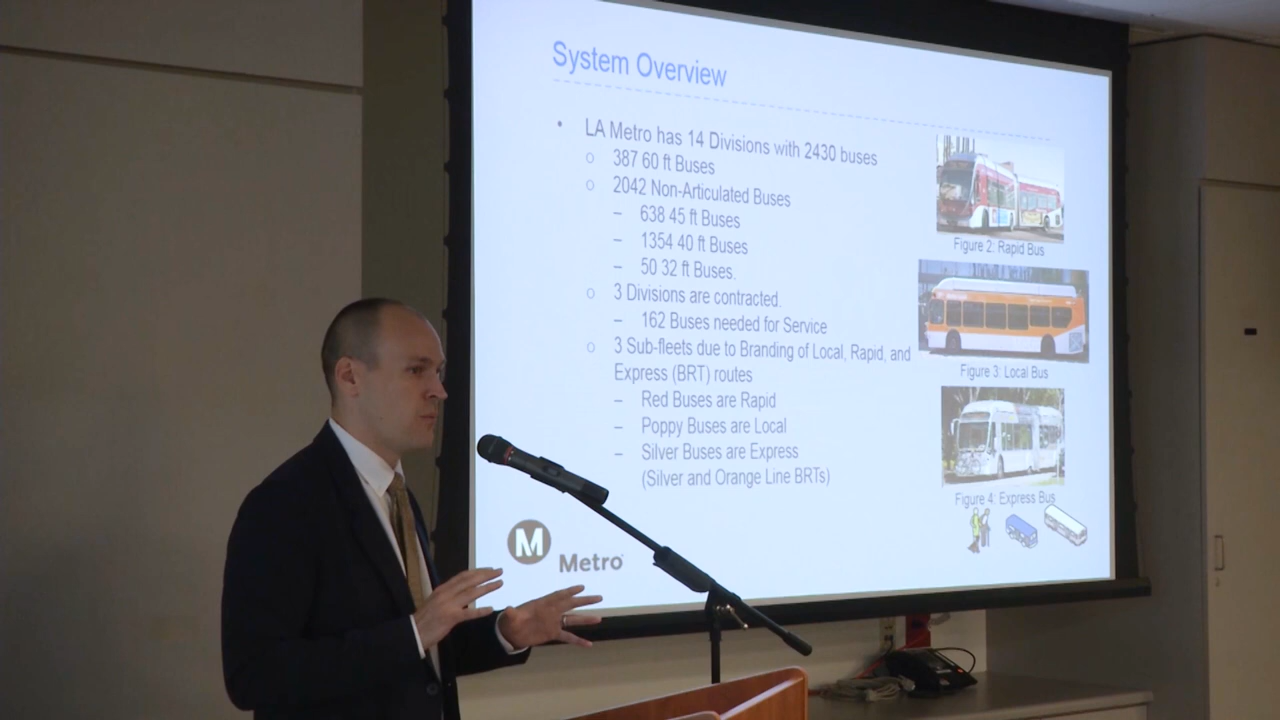 System Overview
• LA Metro has 14 Divisions with 2430 buses
o 387 60 ft Buses
o 2042 Non-Articulated Buses
– 638 45 ft Buses
– 1354 40 ft Buses
– 50 32 ft Buses.
o 3 Divisions are contracted.
– 162 Buses needed for Service
o 3 Sub-fleets due to Branding of Local, Rapid, and
Express (BRT) routes
– Red Buses are Rapid
– Poppy Buses are Local
– Silver Buses are Express
(Silver and Orange Line BRTs)
Figure 2: Rapid Bus
Figure 3: Local Bus
Figure 4: Express Bus
M Metro